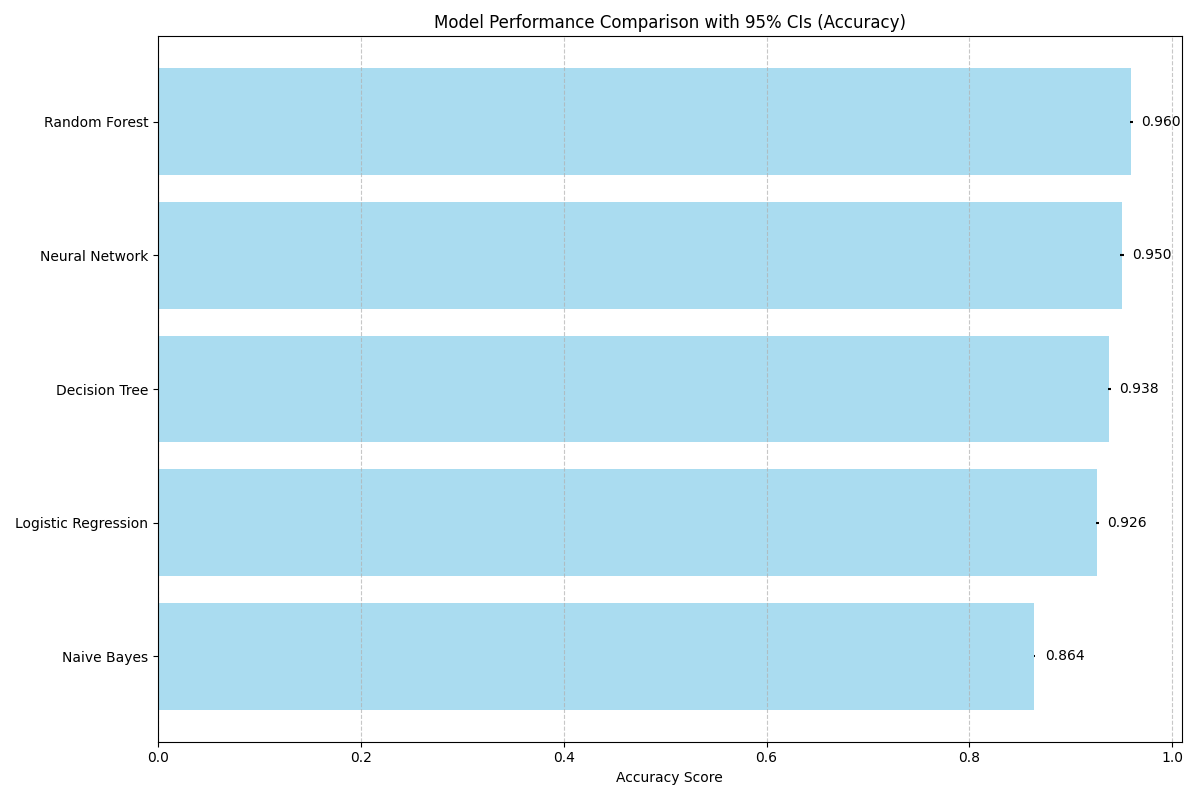 Model Performance Comparison with 95% CIs (Accuracy)
Random Forest 0.960
Neural Network 0.950
Decision Tree 0.938
Logistic Regression 0.926
Naive Bayes 0.864
0.0 0.2 0.4 0.6 0.8 1.0
Accuracy Score